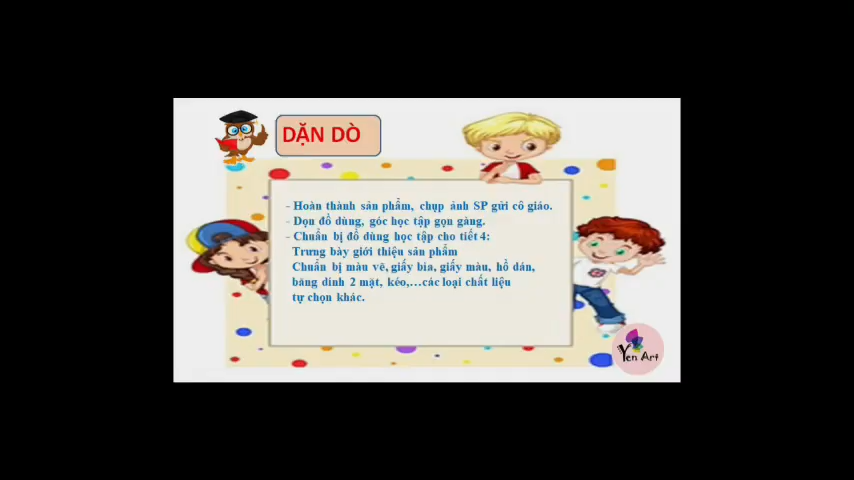 DẶN DÒ
- Hoàn thành sản phẩm, chụp ảnh SP gửi cô giáo.
- Dọn đồ dùng, góc học tập gọn gàng.
- Chuẩn bị đồ dùng học tập cho tiết 4:
Trưng bày giới thiệu sản phẩm
Chuẩn bị màu vẽ, giấy bìa, giấy màu, hồ dán,
băng dính 2 mặt, kéo,...các loại chất liệu
tự chọn khác.
Yen Art